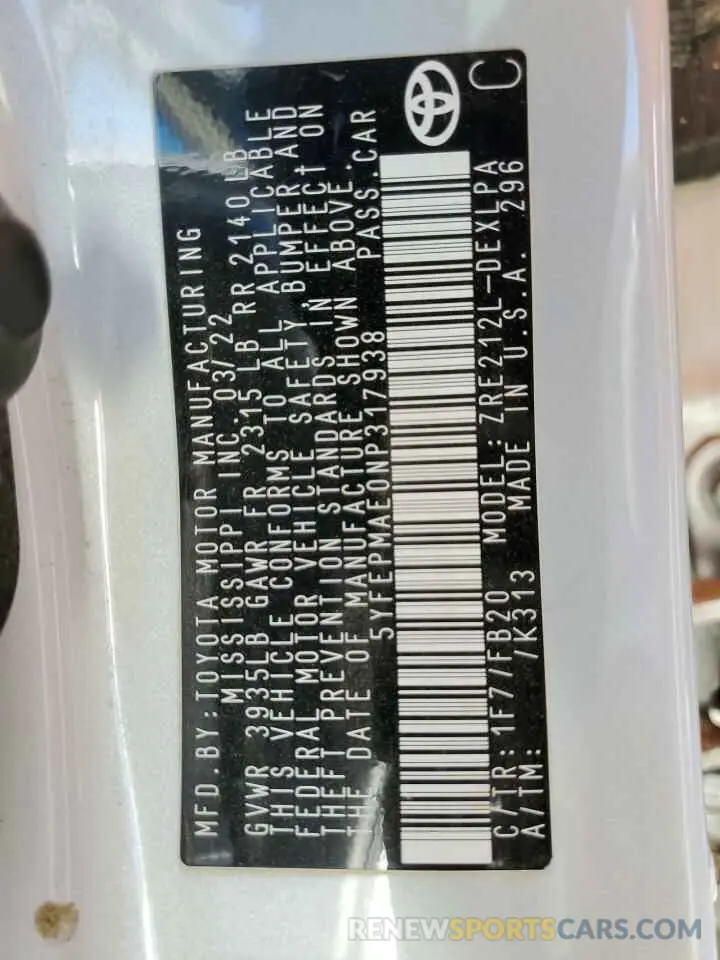 MFD.BY:TOYOTA MOTOR MANUFACTURING
MISSISSIPPI INC.03/22
GVWR 3935LB GAWR FR 2315 LB RR 2140 LB
THIS VEHICLE CONFORMS TO ALL APPLICABLE
FEDERAL MOTOR VEHICLE SAFETY, BUMPER, AND
THEFT PREVENTION STANDARDS IN EFFECT ON
THE DATE OF MANUFACTURE SHOWN ABOVE.
5YFEPMAE0NP317938 PASS.CAR
C/TR: 1F7/FB20 MODEL: ZRE212L-DEXLPA
A/TM: /K313 MADE IN U.S.A. 296
C
RENEWSPORTSCARS.COM